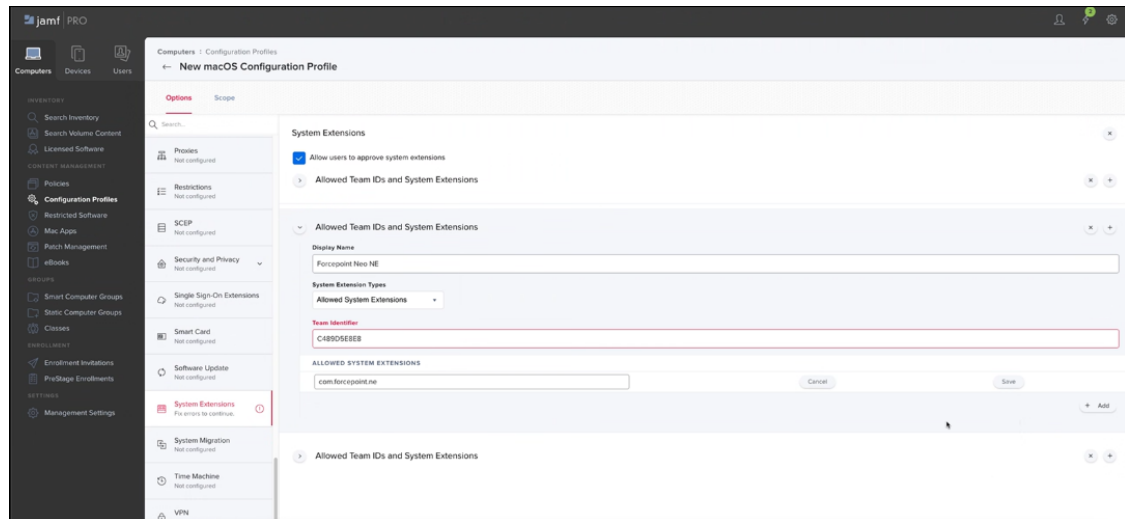 jamf PRO
3
Computers
Devices
Users
Computers : Configuration Profiles
← New macOS Configuration Profile
Options
Scope
INVENTORY
Search Inventory
Search Volume Content
Licensed Software
CONTENT MANAGEMENT
Policies
Configuration Profiles
Restricted Software
Mac Apps
Patch Management
eBooks
GROUPS
Smart Computer Groups
Static Computer Groups
Classes
ENROLLMENT
Enrollment Invitations
PreStage Enrollments
SETTINGS
Management Settings
Search...
Proxies
Not configured
Restrictions
Not configured
SCEP
Not configured
Security and Privacy
Not configured
Single Sign-On Extensions
Not configured
Smart Card
Not configured
Software Update
Not configured
System Extensions
Fix errors to continue.
System Migration
Not configured
Time Machine
Not configured
VPN
System Extensions
Allow users to approve system extensions
Allowed Team IDs and System Extensions
Allowed Team IDs and System Extensions
Display Name
Forcepoint Neo NE
System Extension Types
Allowed System Extensions
Team Identifier
C4B9D5E8EB
ALLOWED SYSTEM EXTENSIONS
com.forcepoint.ne
Cancel
Save
+ Add
Allowed Team IDs and System Extensions